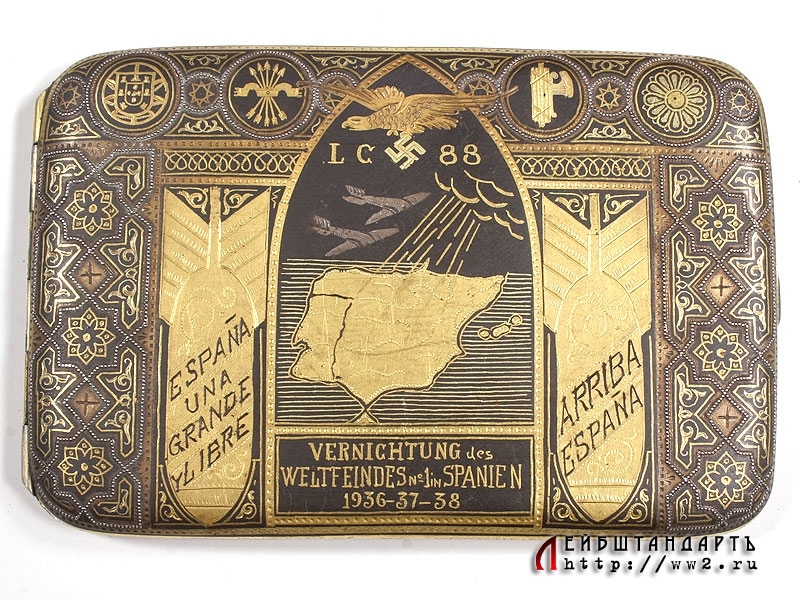 LC 88
ESPAÑA
UNA
GRANDE
YLIBRE
ARRIBA
ESPAÑA
VERNICHTUNG des
WELTFEINDES No 1 in SPANIEN
1936-37-38
ЛЕЙБШТАНДАРТЪ
http://ww2.ru